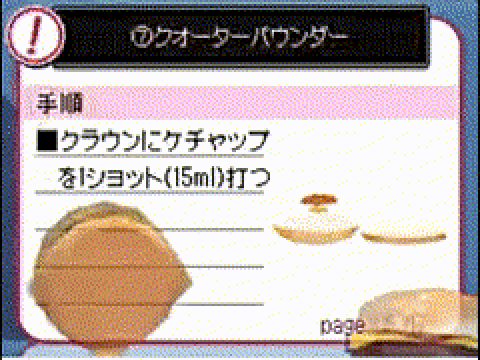 !
⑦クオーターパウンダー
手順
■クラウンにケチャップ
を1ショット(15ml)打つ
page